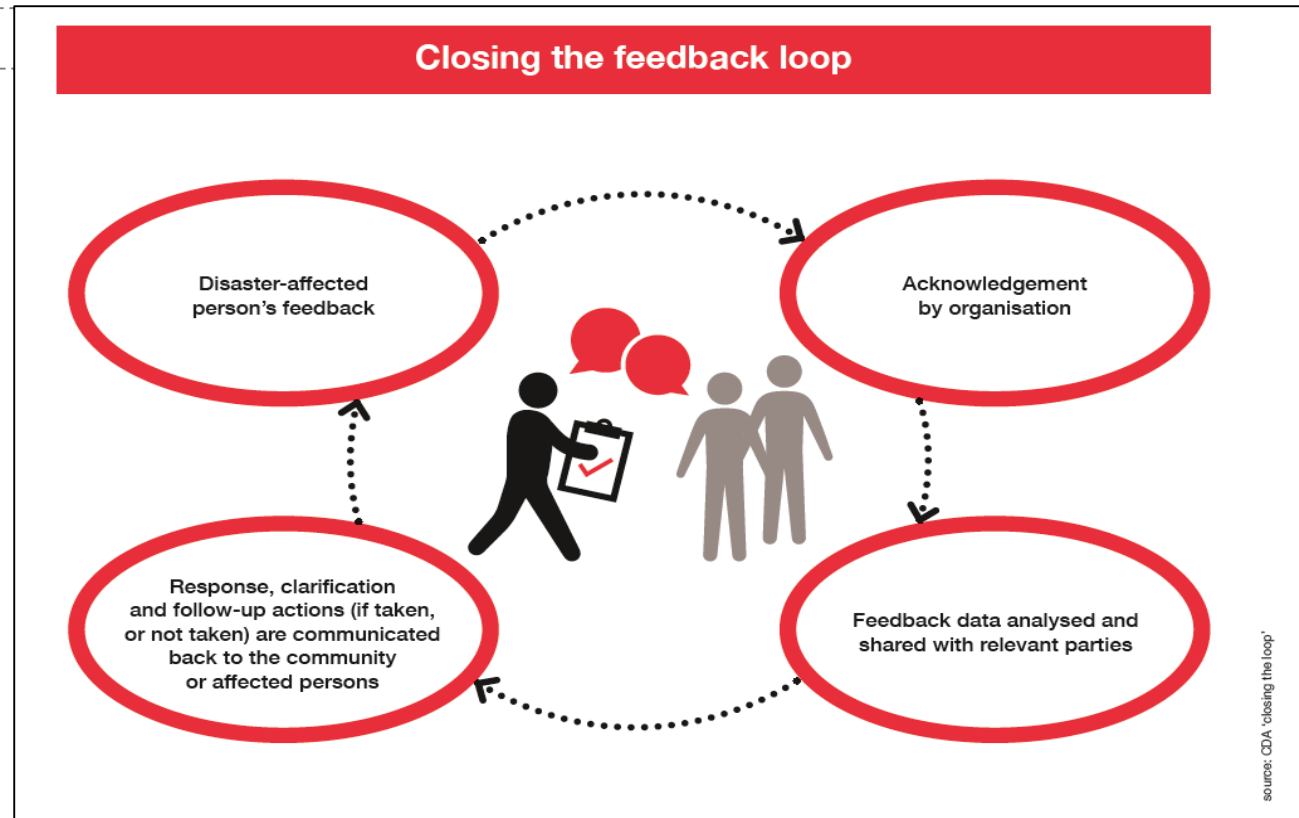 Closing the feedback loop
Disaster-affected
person's feedback
Acknowledgement
by organisation
Response, clarification
and follow-up actions (if taken,
or not taken) are communicated
back to the community
or affected persons
Feedback data analysed and
shared with relevant parties
source: CDA 'closing the loop'